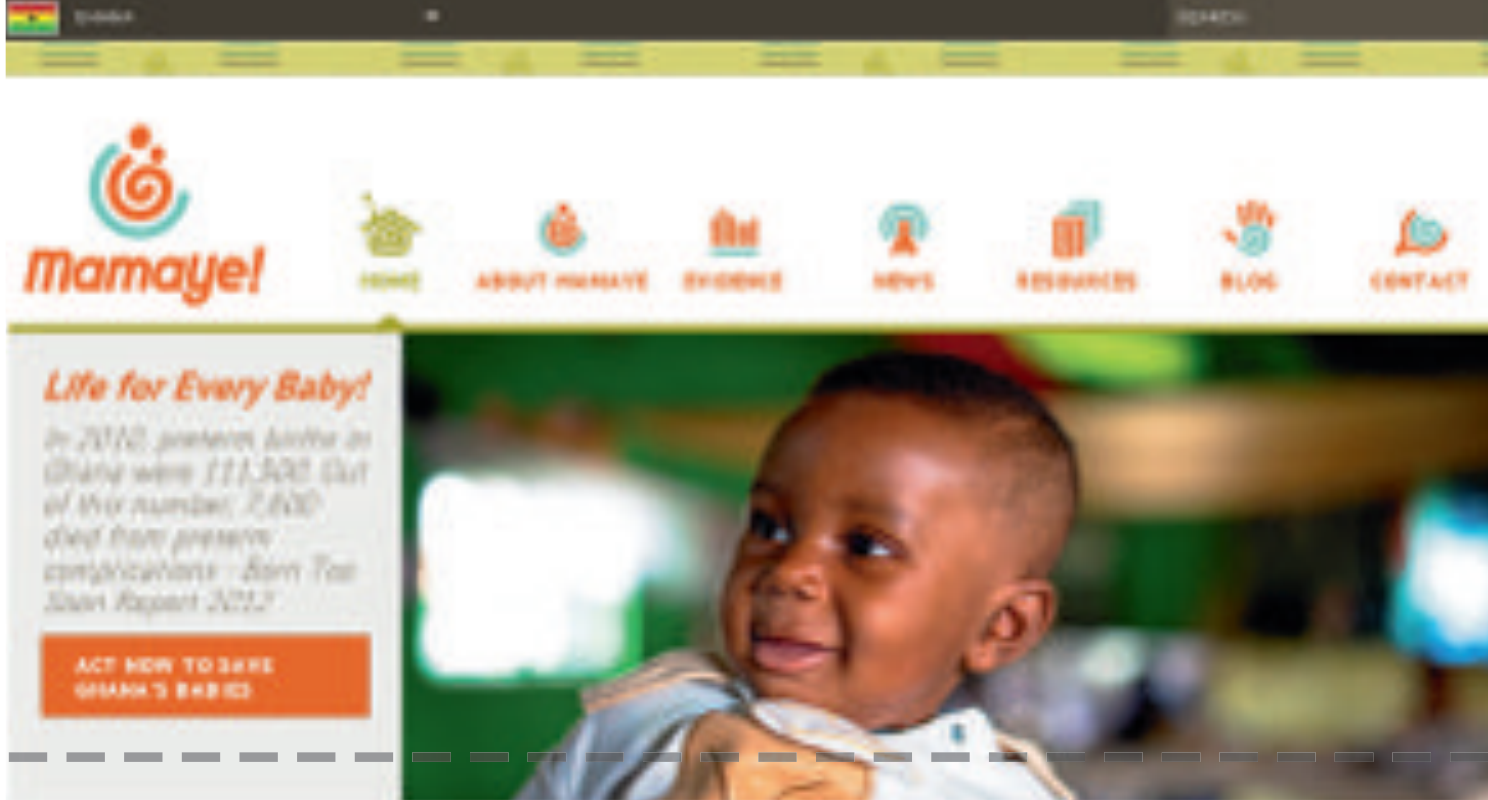 GHANA
SEARCH
Mamaye!
HOME
ABOUT MAMAYE
EVIDENCE
NEWS
RESOURCES
BLOG
CONTACT
Life for Every Baby!
In 2010, preterm births in
Ghana were 111,500. Out
of this number, 7,600
died from preterm
complications - Born Too
Soon Report 2012
ACT NOW TO SAVE
GHANA'S BABIES